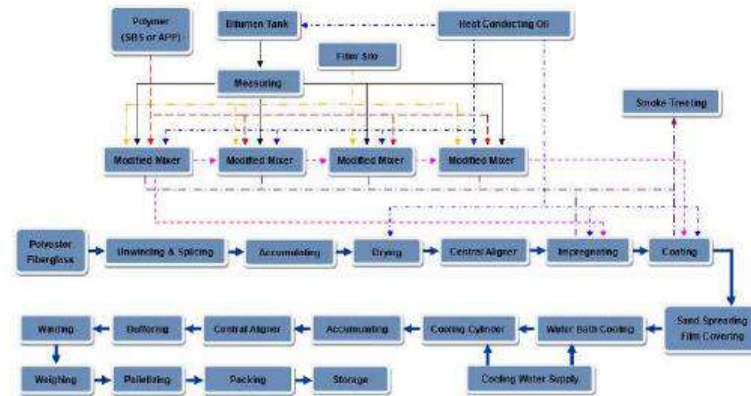 Polymer
(SBS or APP)
Bitumen Tank
Heat Conducting Oil
Filler Silo
Measuring
Smoke Treating
Modified Mixer
Modified Mixer
Modified Mixer
Modified Mixer
Polyester
Fiberglass
Unwinding & Splicing
Accumulating
Drying
Central Aligner
Impregnating
Coating
Sand Spreading
Film Covering
Winding
Buffering
Central Aligner
Accumulating
Cooling Cylinder
Water Bath Cooling
Weighing
Palletizing
Packing
Storage
Cooling Water Supply